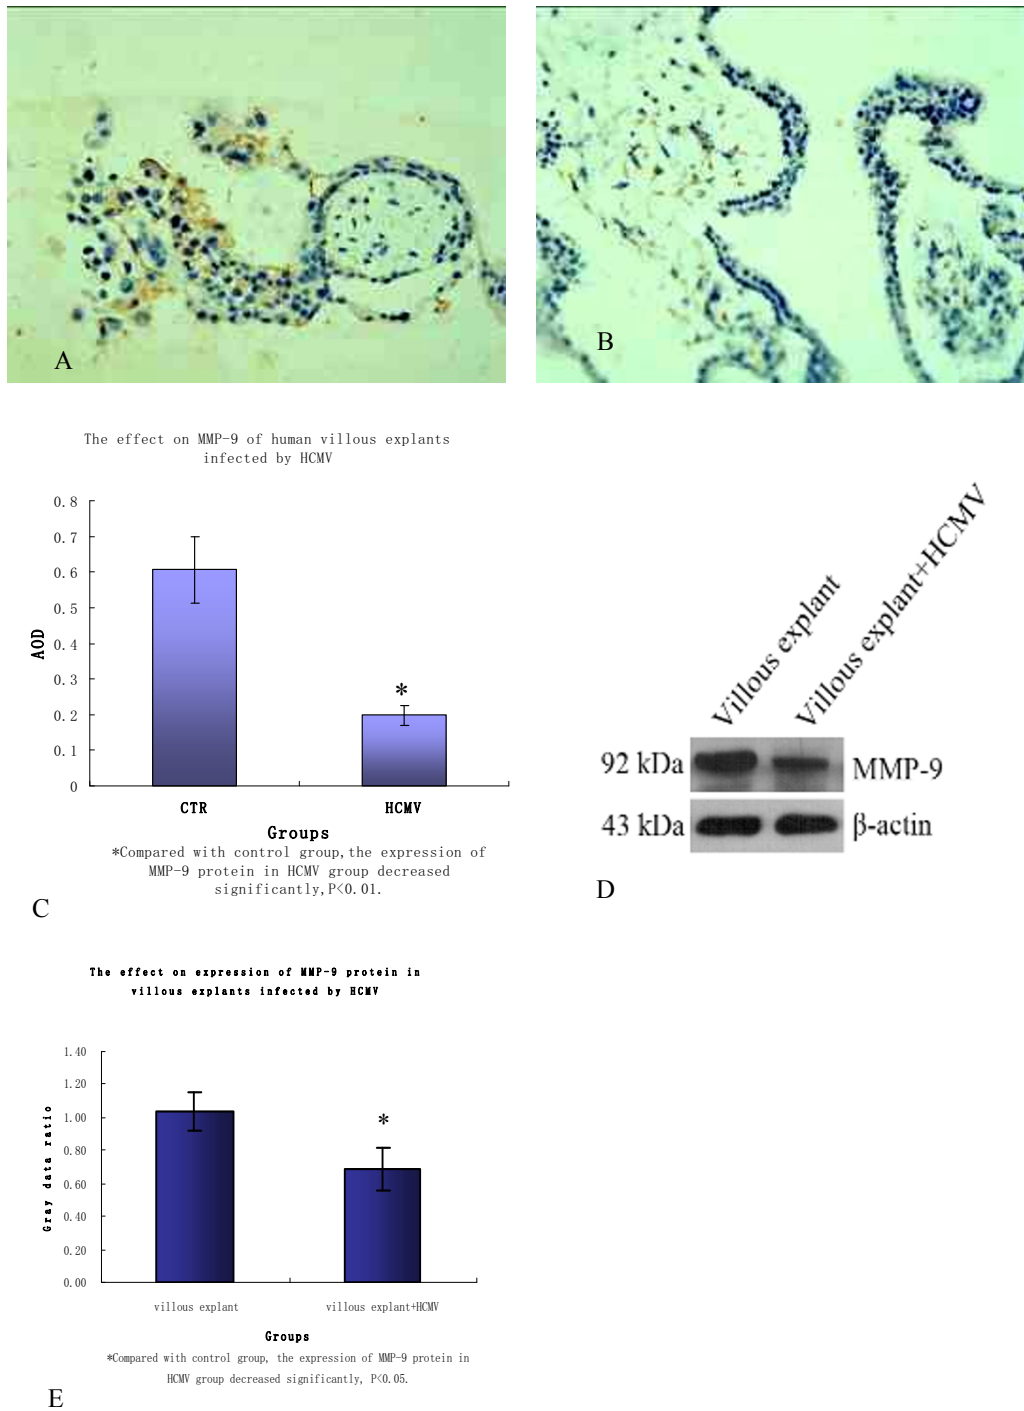 A
B
The effect on MMP-9 of human villous explants
infected by HCMV
0.8
0.7
0.6
0.5
0.4
0.3
0.2
0.1
0
AOD
*
CTR
HCMV
Groups
*Compared with control group,the expression of
MMP-9 protein in HCMV group decreased
significantly,P<0.01.
C
Villous explant
Villous explant+HCMV
92 kDa
MMP-9
43 kDa
β-actin
D
The effect on expression of MMP-9 protein in
villous explants infected by HCMV
1.40
1.20
1.00
0.80
0.60
0.40
0.20
0.00
Gray data ratio
*
villous explant
villous explant+HCMV
Groups
*Compared with control group, the expression of MMP-9 protein in
HCMV group decreased significantly, P<0.05.
E